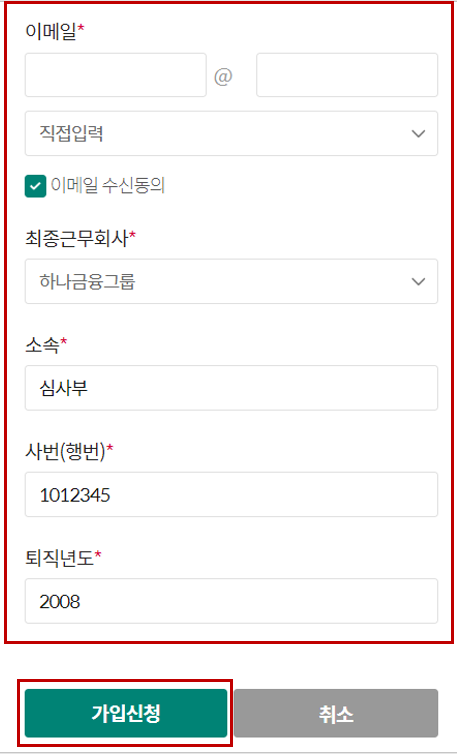 이메일*
@
직접입력
이메일 수신동의
최종근무회사*
하나금융그룹
소속*
심사부
사번(행번)*
1012345
퇴직년도*
2008
가입신청 취소